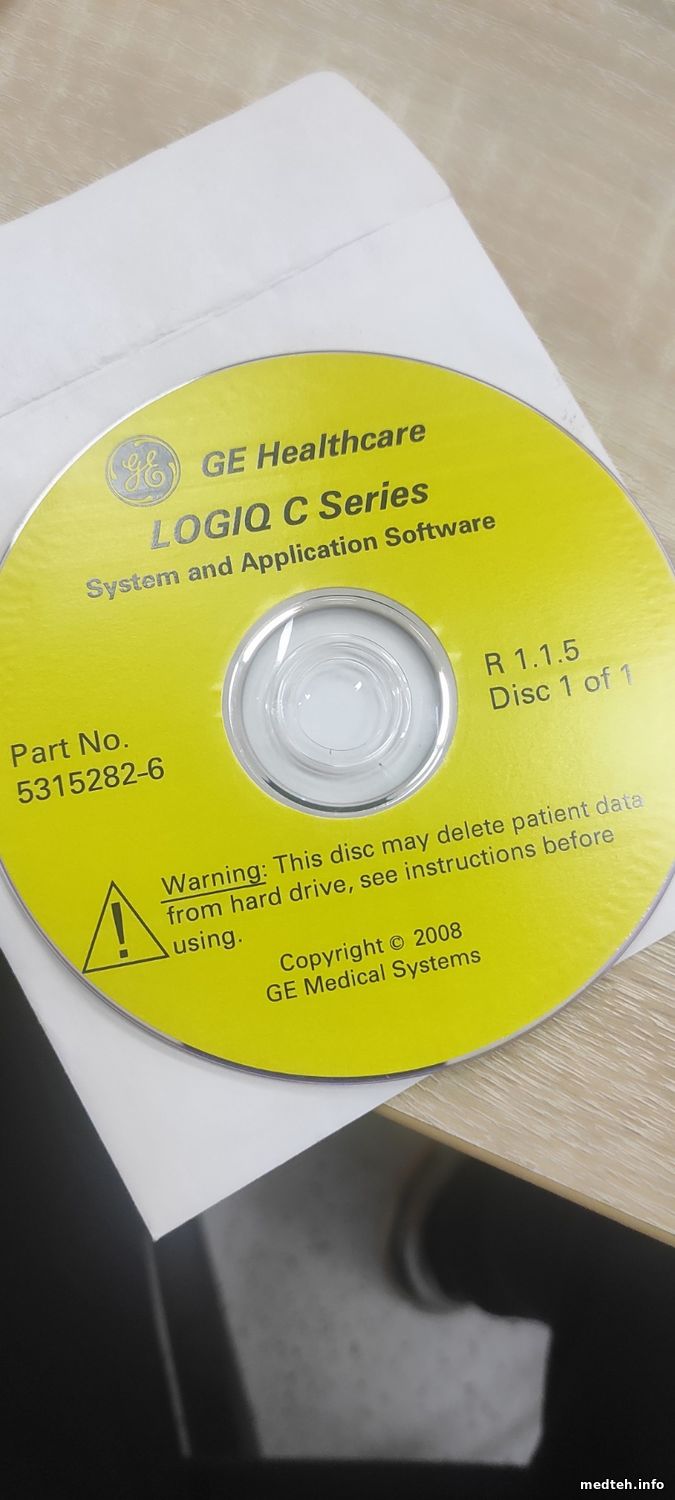 GE GE Healthcare
LOGIQ C Series
System and Application Software
R 1.1.5
Disc 1 of 1
Part No.
5315282-6
Warning: This disc may delete patient data
from hard drive, see instructions before
using.
Copyright © 2008
GE Medical Systems
medteh.info